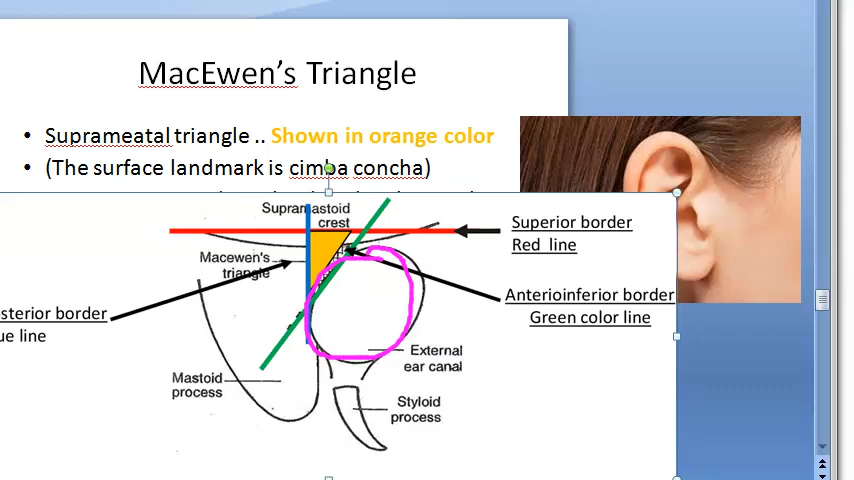 MacEwen's Triangle
• Suprameatal triangle .. Shown in orange color
• (The surface landmark is cimba concha)
Supramastoid
crest
Superior border
Red line
Macewen's
triangle
Anterioinferior border
Green color line
sterior border
ue line
External
ear canal
Mastoid
process
Styloid
process